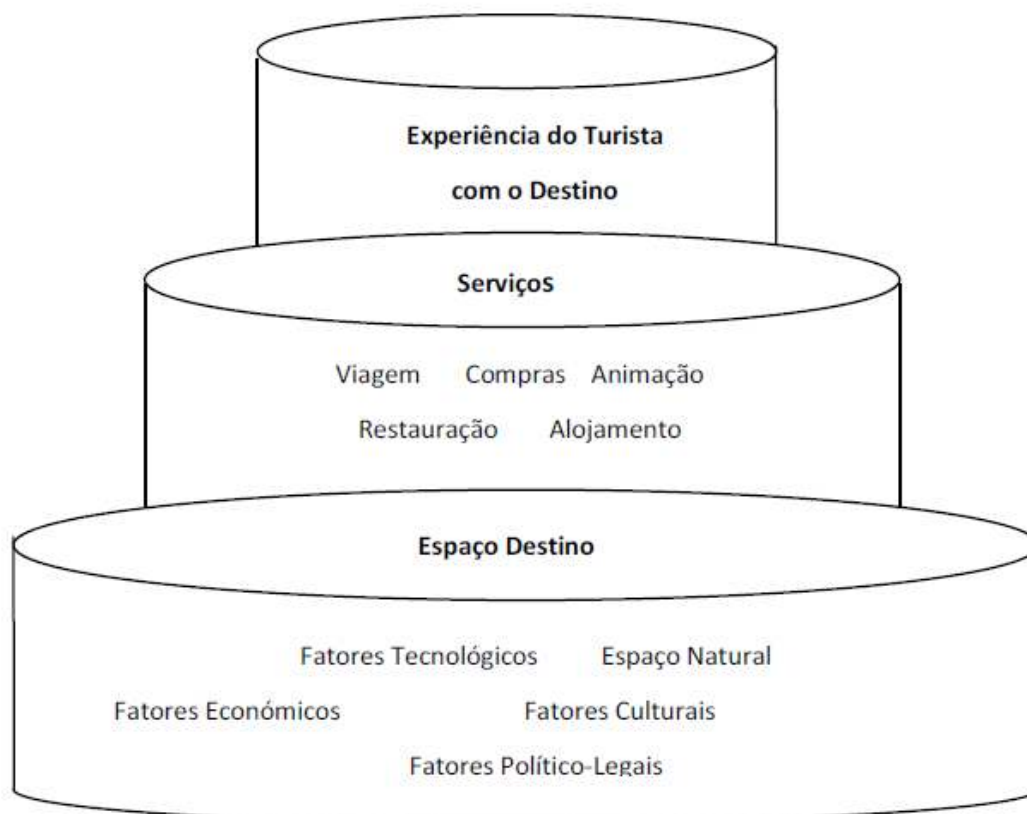 Experiência do Turista
com o Destino
Serviços
Viagem Compras Animação
Restauração Alojamento
Espaço Destino
Fatores Tecnológicos Espaço Natural
Fatores Económicos Fatores Culturais
Fatores Político-Legais